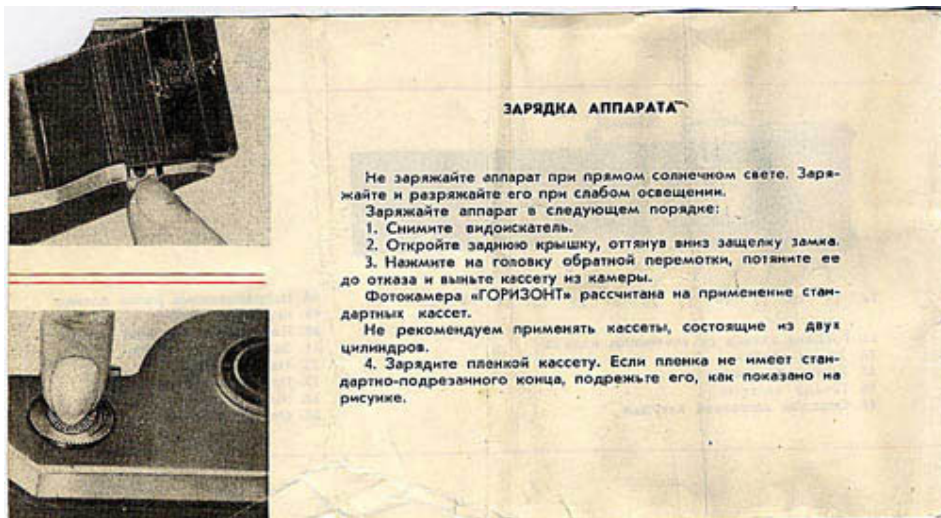 ЗАРЯДКА АППАРАТА
Не заряжайте аппарат при прямом солнечном свете. Заря-
жайте и разряжайте его при слабом освещении.
Заряжайте аппарат в следующем порядке:
1. Снимите видоискатель.
2. Откройте заднюю крышку, оттянув вниз защелку замка.
3. Нажмите на головку обратной перемотки, потяните ее
до отказа и выньте кассету из камеры.
Фотокамера «ГОРИЗОНТ» рассчитана на применение стан-
дартных кассет.
Не рекомендуем применять кассеты, состоящие из двух
цилиндров.
4. Зарядите пленкой кассету. Если пленка не имеет стан-
дартно-подрезанного конца, подрежьте его, как показано на
рисунке.